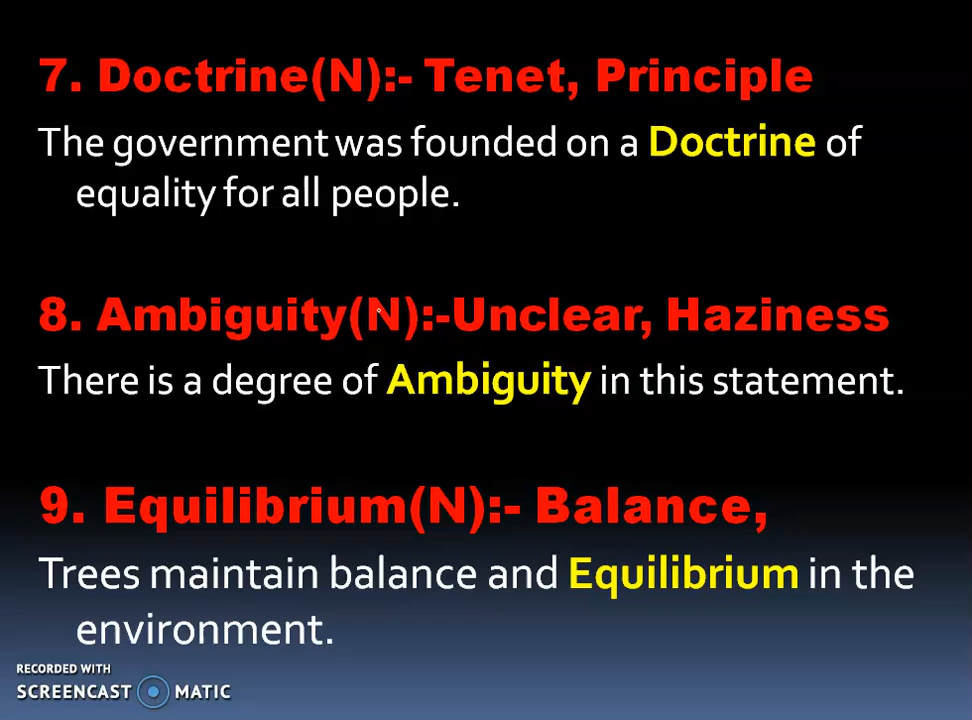 7. Doctrine(N):- Tenet, Principle
The government was founded on a Doctrine of
equality for all people.
8. Ambiguity(N):-Unclear, Haziness
There is a degree of Ambiguity in this statement.
9. Equilibrium(N):- Balance,
Trees maintain balance and Equilibrium in the
environment.
RECORDED WITH
SCREENCAST MATIC